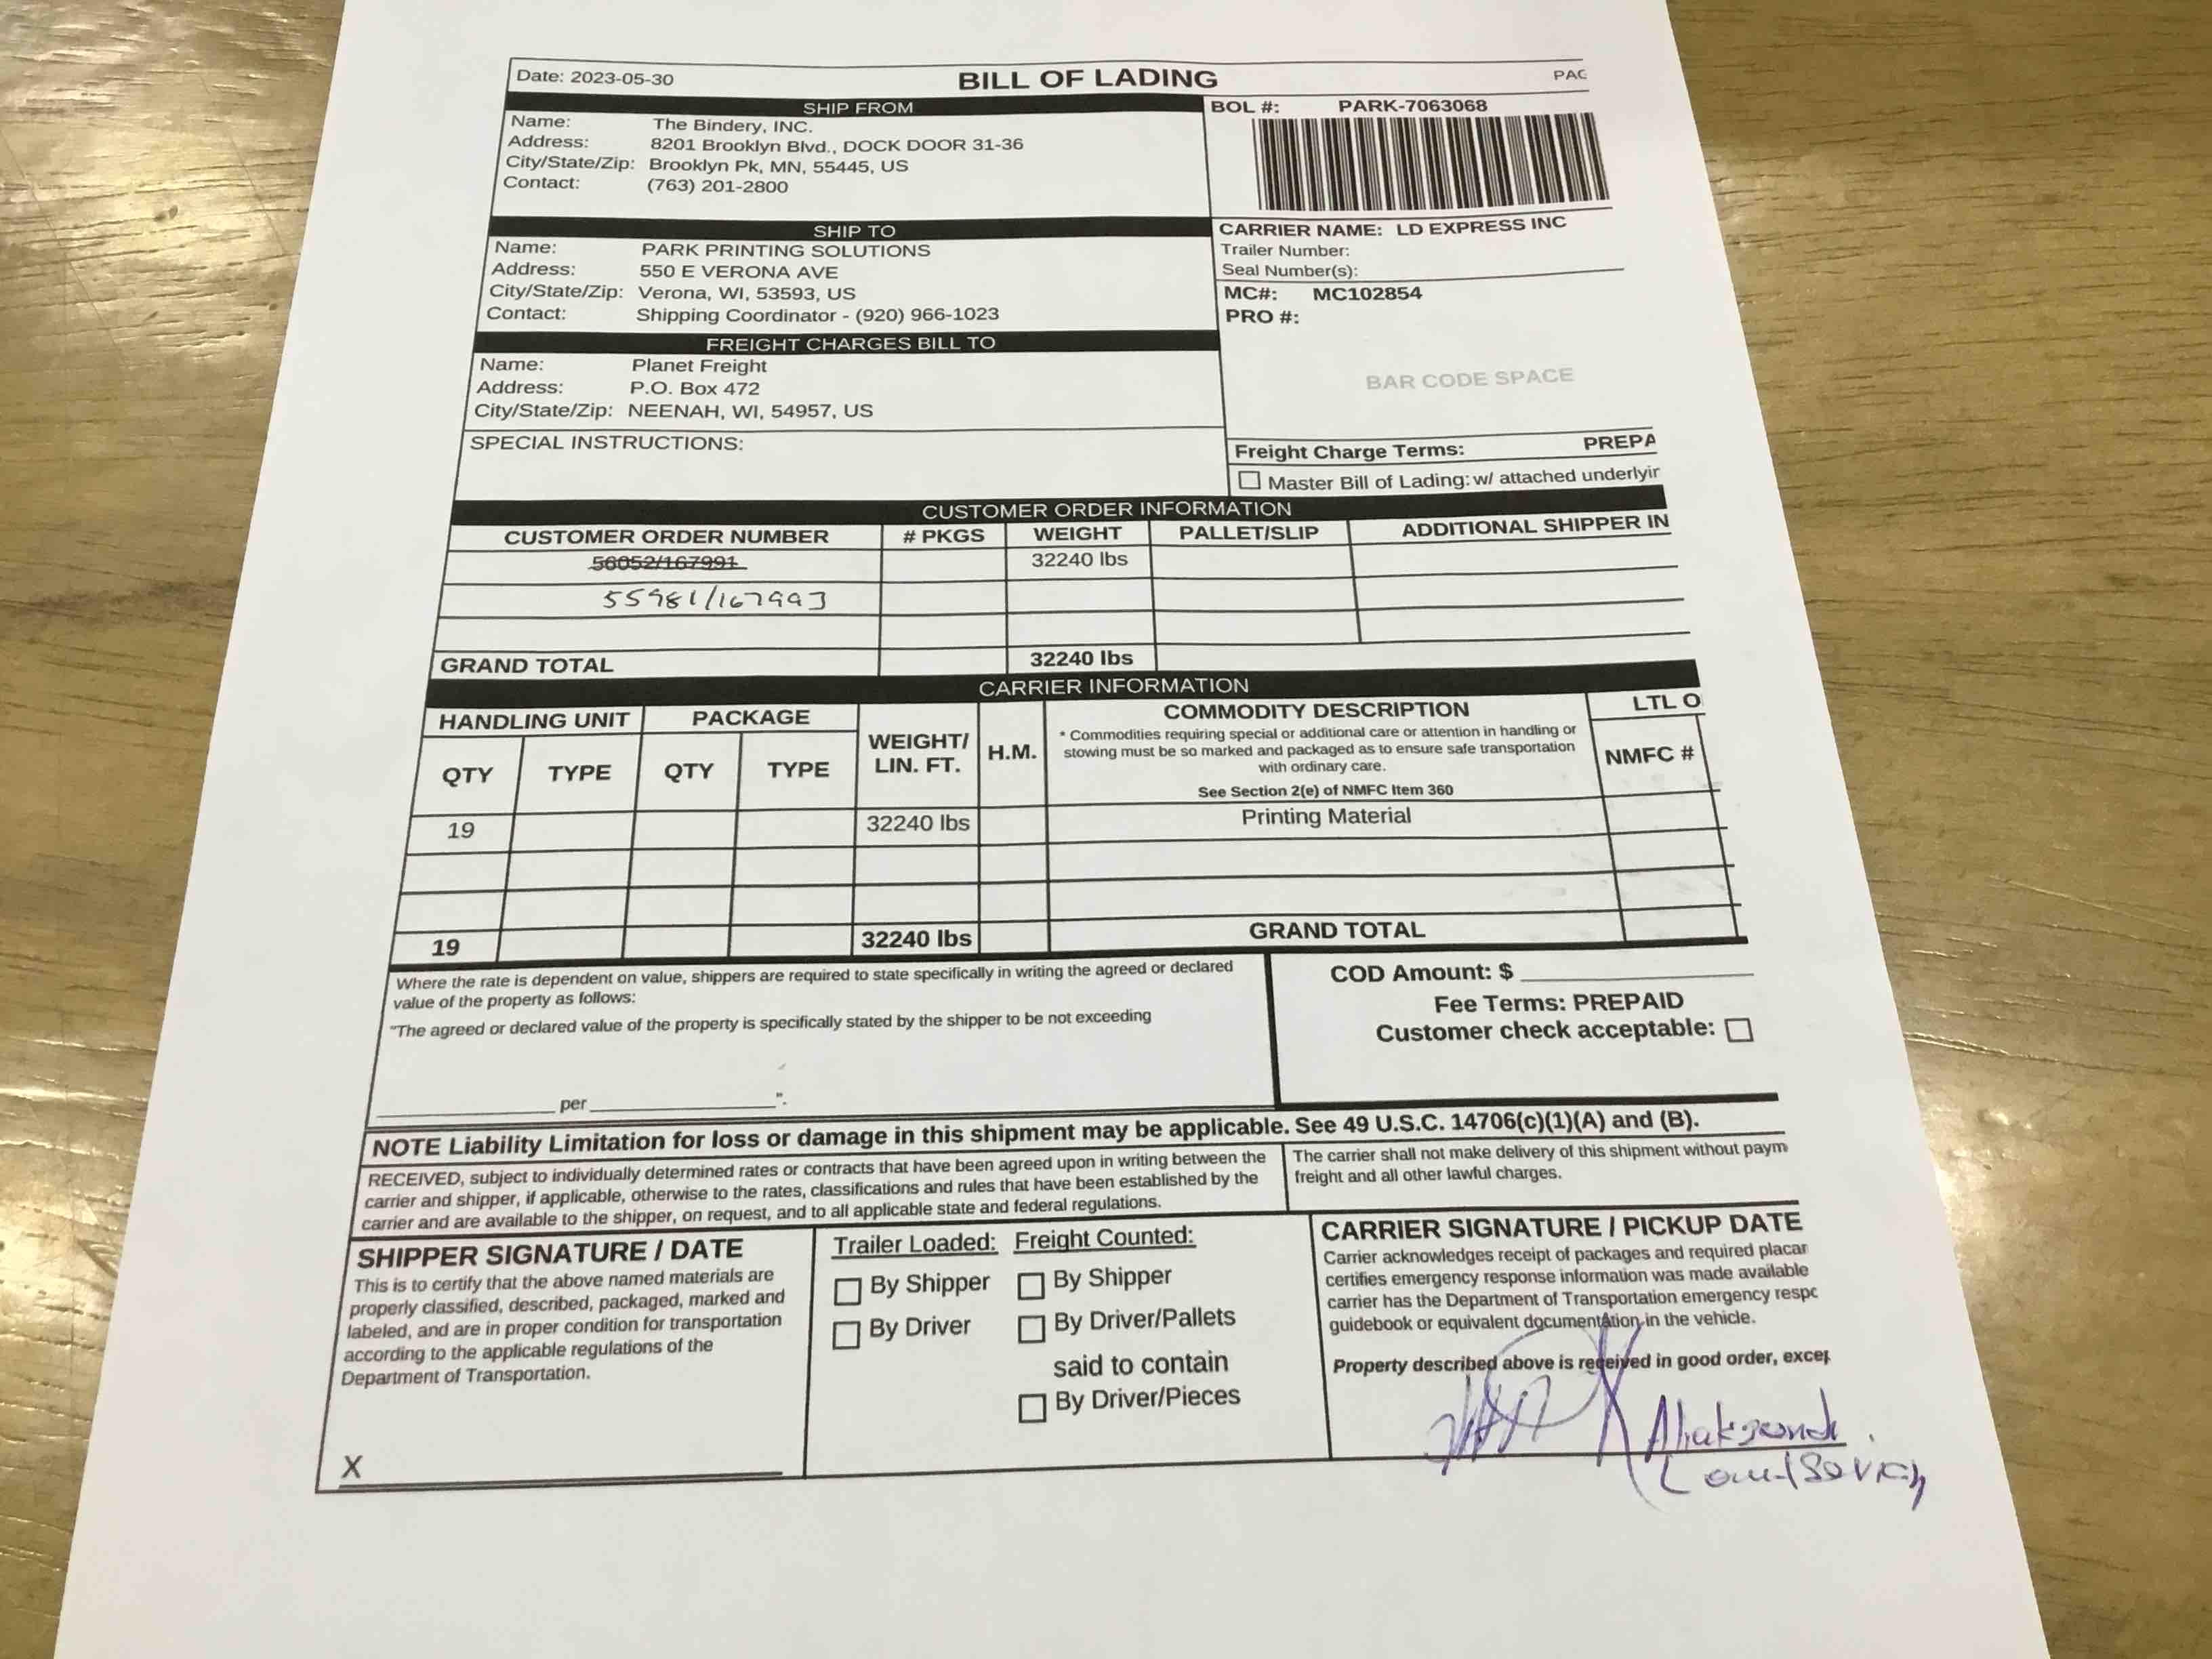 Date: 2023-05-30
BILL OF LADING
PAG
SHIP FROM
Name: The Bindery, INC.
Address: 8201 Brooklyn Blvd., DOCK DOOR 31-36
City/State/Zip: Brooklyn Pk, MN, 55445, US
Contact: (763) 201-2800
BOL #: PARK-7063068
SHIP TO
Name: PARK PRINTING SOLUTIONS
Address: 550 E VERONA AVE
City/State/Zip: Verona, WI, 53593, US
Contact: Shipping Coordinator - (920) 966-1023
CARRIER NAME: LD EXPRESS INC
Trailer Number:
Seal Number(s):
MC#: MC102854
PRO #:
FREIGHT CHARGES BILL TO
Name: Planet Freight
Address: P.O. Box 472
City/State/Zip: NEENAH, WI, 54957, US
BAR CODE SPACE
SPECIAL INSTRUCTIONS:
Freight Charge Terms: PREPA
Master Bill of Lading: w/ attached underlyin
CUSTOMER ORDER INFORMATION
CUSTOMER ORDER NUMBER # PKGS WEIGHT PALLET/SLIP ADDITIONAL SHIPPER IN
56052/167991 32240 lbs
55981/167993
GRAND TOTAL 32240 lbs
CARRIER INFORMATION
HANDLING UNIT PACKAGE WEIGHT/ LIN. FT. H.M. COMMODITY DESCRIPTION LTL O
* Commodities requiring special or additional care or attention in handling or
stowing must be so marked and packaged as to ensure safe transportation
with ordinary care.
See Section 2(e) of NMFC Item 360
QTY TYPE QTY TYPE NMFC #
19 32240 lbs Printing Material
19 32240 lbs GRAND TOTAL
Where the rate is dependent on value, shippers are required to state specifically in writing the agreed or declared
value of the property as follows:
"The agreed or declared value of the property is specifically stated by the shipper to be not exceeding
per ".
COD Amount: $
Fee Terms: PREPAID
Customer check acceptable:
NOTE Liability Limitation for loss or damage in this shipment may be applicable. See 49 U.S.C. 14706(c)(1)(A) and (B).
RECEIVED, subject to individually determined rates or contracts that have been agreed upon in writing between the
carrier and shipper, if applicable, otherwise to the rates, classifications and rules that have been established by the
carrier and are available to the shipper, on request, and to all applicable state and federal regulations.
The carrier shall not make delivery of this shipment without paym
freight and all other lawful charges.
SHIPPER SIGNATURE / DATE
This is to certify that the above named materials are
properly classified, described, packaged, marked and
labeled, and are in proper condition for transportation
according to the applicable regulations of the
Department of Transportation.
X
Trailer Loaded:
By Shipper
By Driver
Freight Counted:
By Shipper
By Driver/Pallets
said to contain
By Driver/Pieces
CARRIER SIGNATURE / PICKUP DATE
Carrier acknowledges receipt of packages and required placar
certifies emergency response information was made available
carrier has the Department of Transportation emergency respo
guidebook or equivalent documentation in the vehicle.
Property described above is received in good order, excep